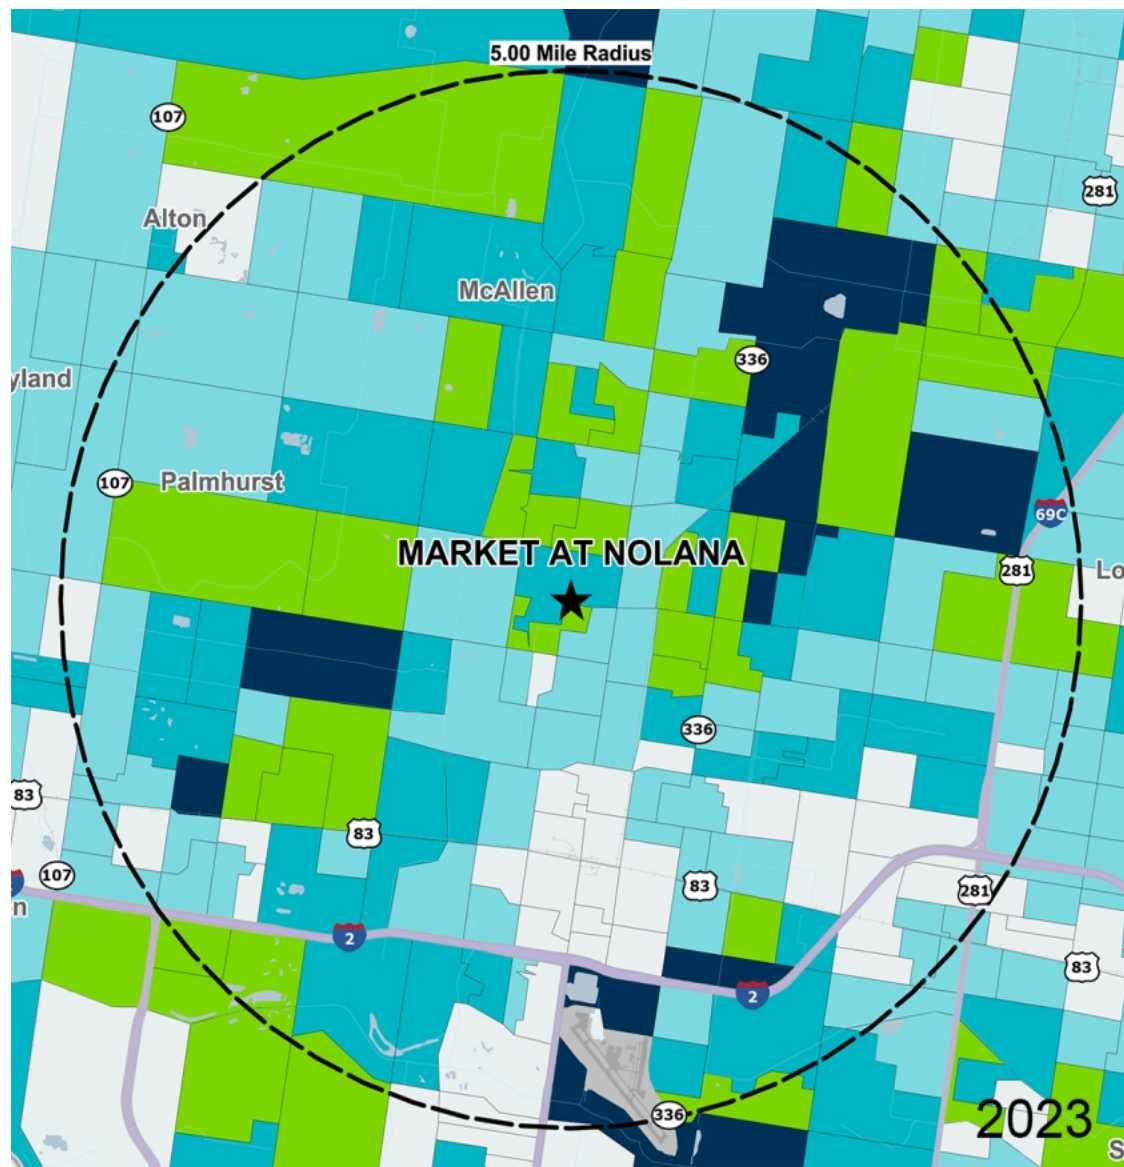 5.00 Mile Radius
107
281
Alton
McAllen
336
yland
107
Palmhurst
69C
MARKET AT NOLANA
281
Lo
336
83
83
107
83
281
n
2
83
2
336
2023
S